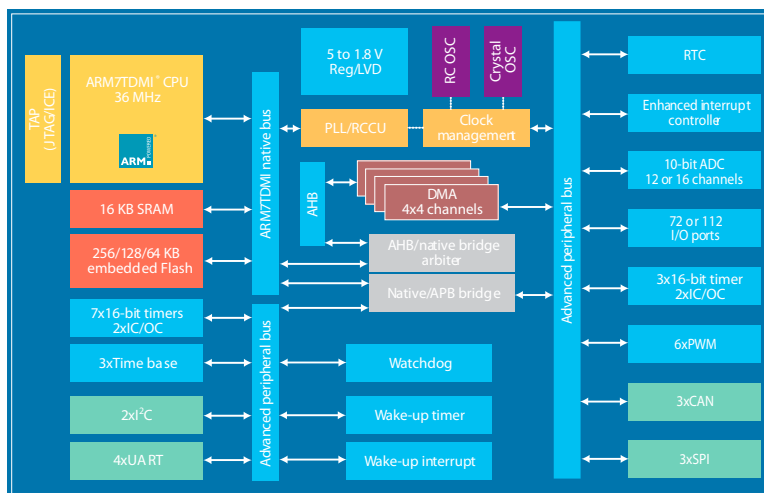 TAP
(JTAG/ICE)
ARM7TDMI® CPU
36 MHz
ARM POWERED
16 KB SRAM
256/128/64 KB
embedded Flash
7x16-bit timers
2xIC/OC
3xTime base
2xI²C
4xUART
ARM7TDMI native bus
Advanced peripheral bus
5 to 1.8 V
Reg/LVD
RC OSC
Crystal
OSC
PLL/RCCU
Clock
management
AHB
DMA
4x4 channels
AHB/native bridge
arbiter
Native/APB bridge
Watchdog
Wake-up timer
Wake-up interrupt
Advanced peripheral bus
RTC
Enhanced interrupt
controller
10-bit ADC
12 or 16 channels
72 or 112
I/O ports
3x16-bit timer
2xIC/OC
6xPWM
3xCAN
3xSPI